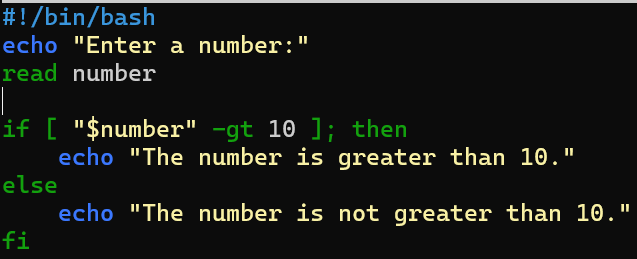 #!/bin/bash
echo "Enter a number:"
read number

if [ "$number" -gt 10 ]; then
    echo "The number is greater than 10."
else
    echo "The number is not greater than 10."
fi